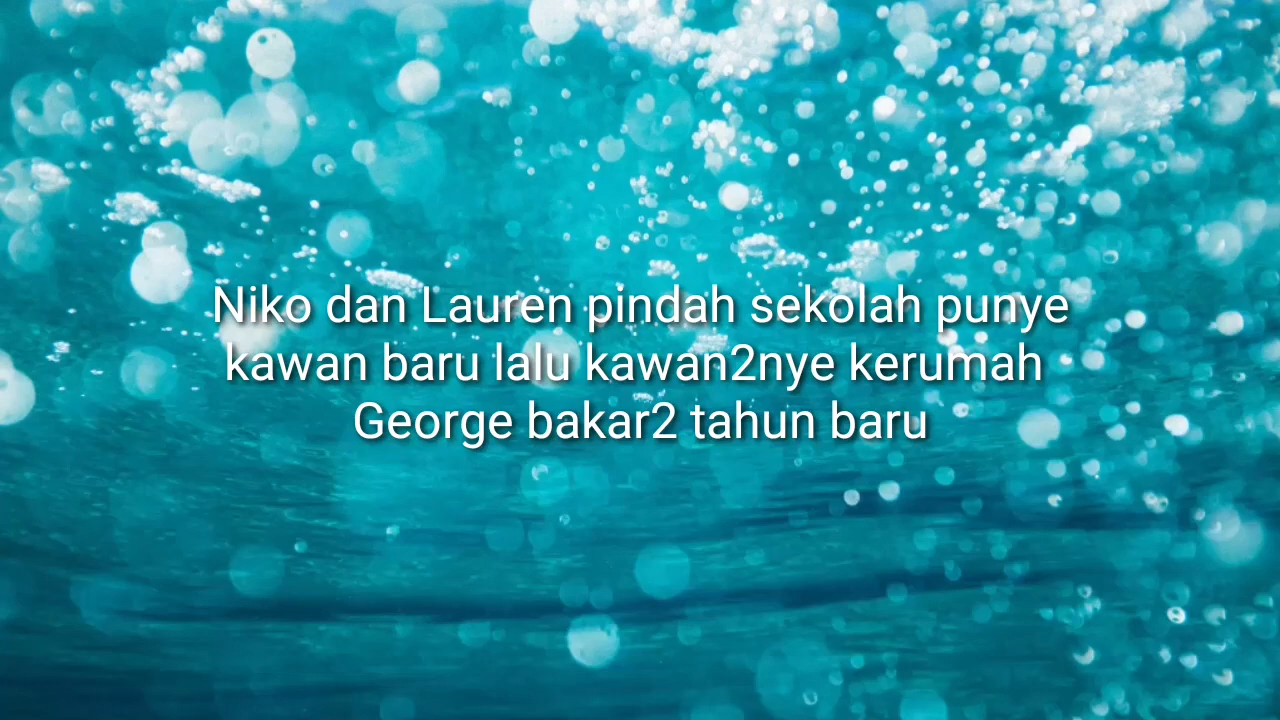 Niko dan Lauren pindah sekolah punye
kawan baru lalu kawan2nye kerumah
George bakar2 tahun baru